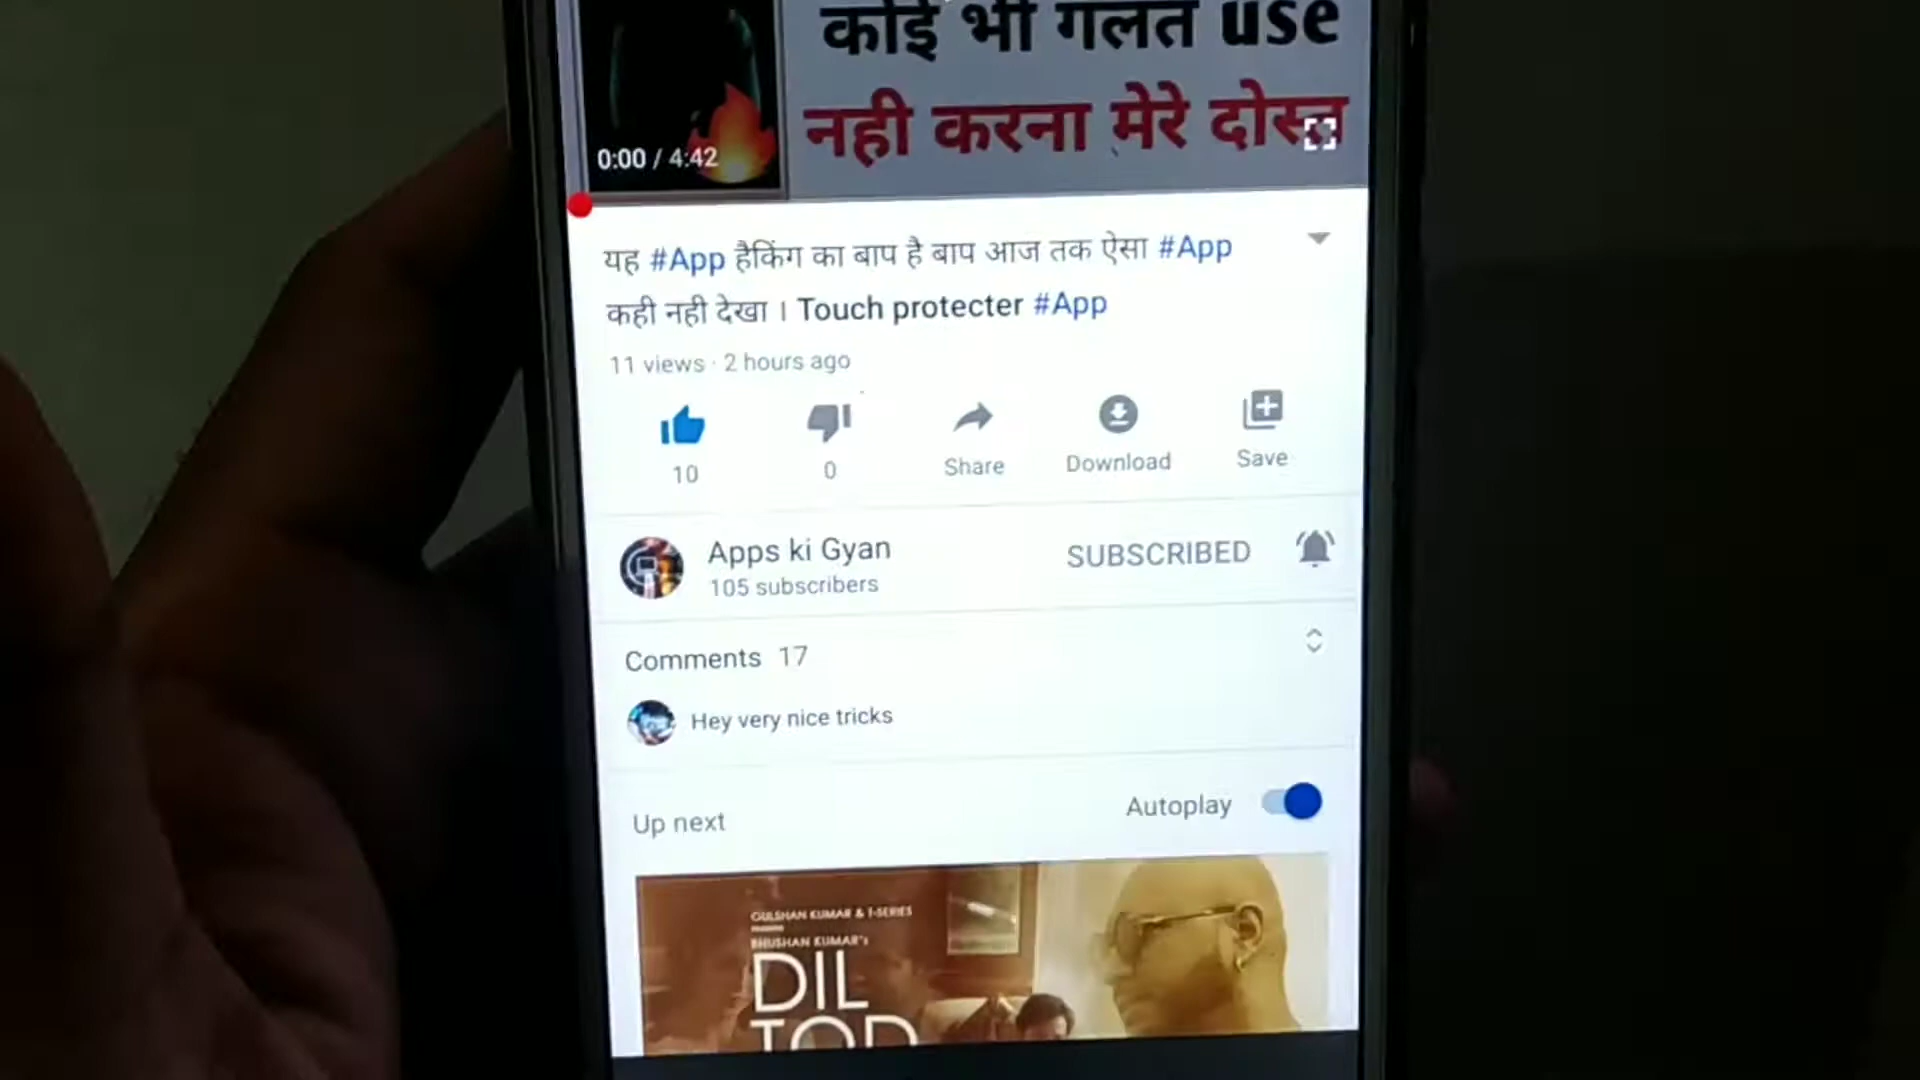 कोई भी गलत use
नही करना मेरे दोस्त
0:00 / 4:42
यह #App हैकिंग का बाप है बाप आज तक ऐसा #App
कही नही देखा । Touch protecter #App
11 views · 2 hours ago
10
0
Share
Download
Save
Apps ki Gyan
105 subscribers
SUBSCRIBED
Comments 17
Hey very nice tricks
Up next
Autoplay
GULSHAN KUMAR & T-SERIES
BHUSHAN KUMAR's
DIL
TOD